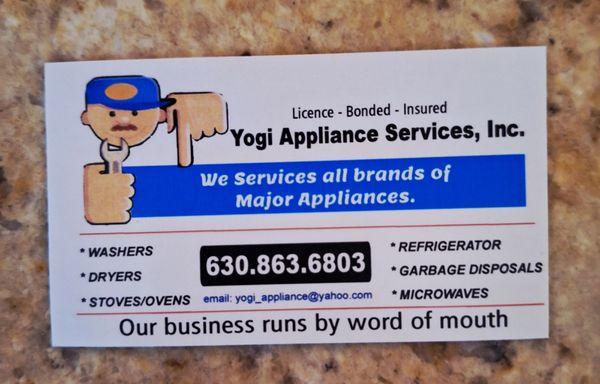 Licence - Bonded - Insured
Yogi Appliance Services, Inc.
We Services all brands of
Major Appliances.
* WASHERS
* DRYERS
* STOVES/OVENS
630.863.6803
email: yogi_appliance@yahoo.com
* REFRIGERATOR
* GARBAGE DISPOSALS
* MICROWAVES
Our business runs by word of mouth